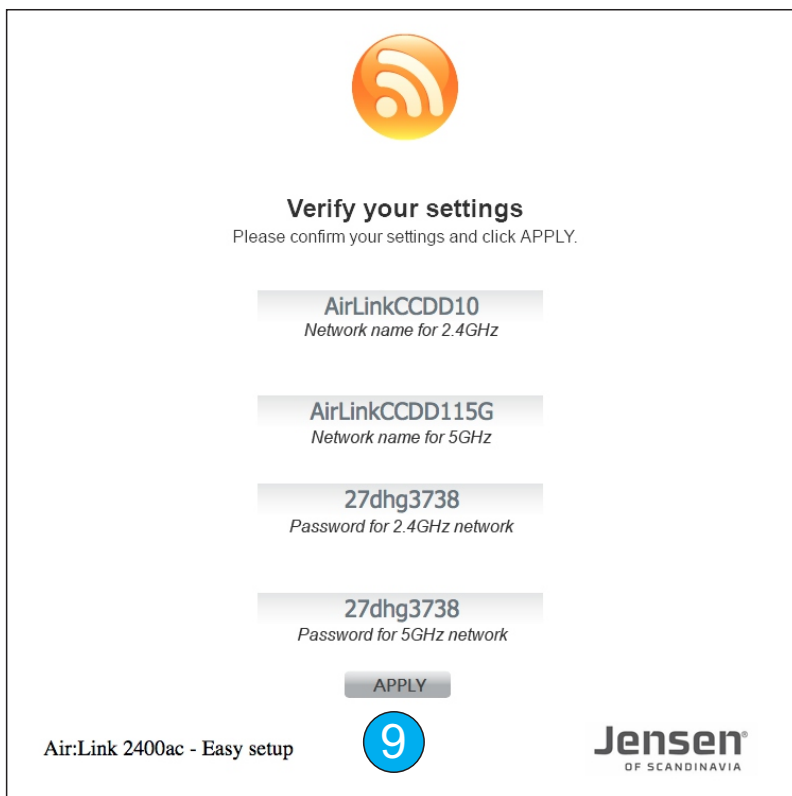 Verify your settings
Please confirm your settings and click APPLY.
AirLinkCCDD10
Network name for 2.4GHz
AirLinkCCDD115G
Network name for 5GHz
27dhg3738
Password for 2.4GHz network
27dhg3738
Password for 5GHz network
APPLY
Air:Link 2400ac - Easy setup
9
Jensen®
OF SCANDINAVIA